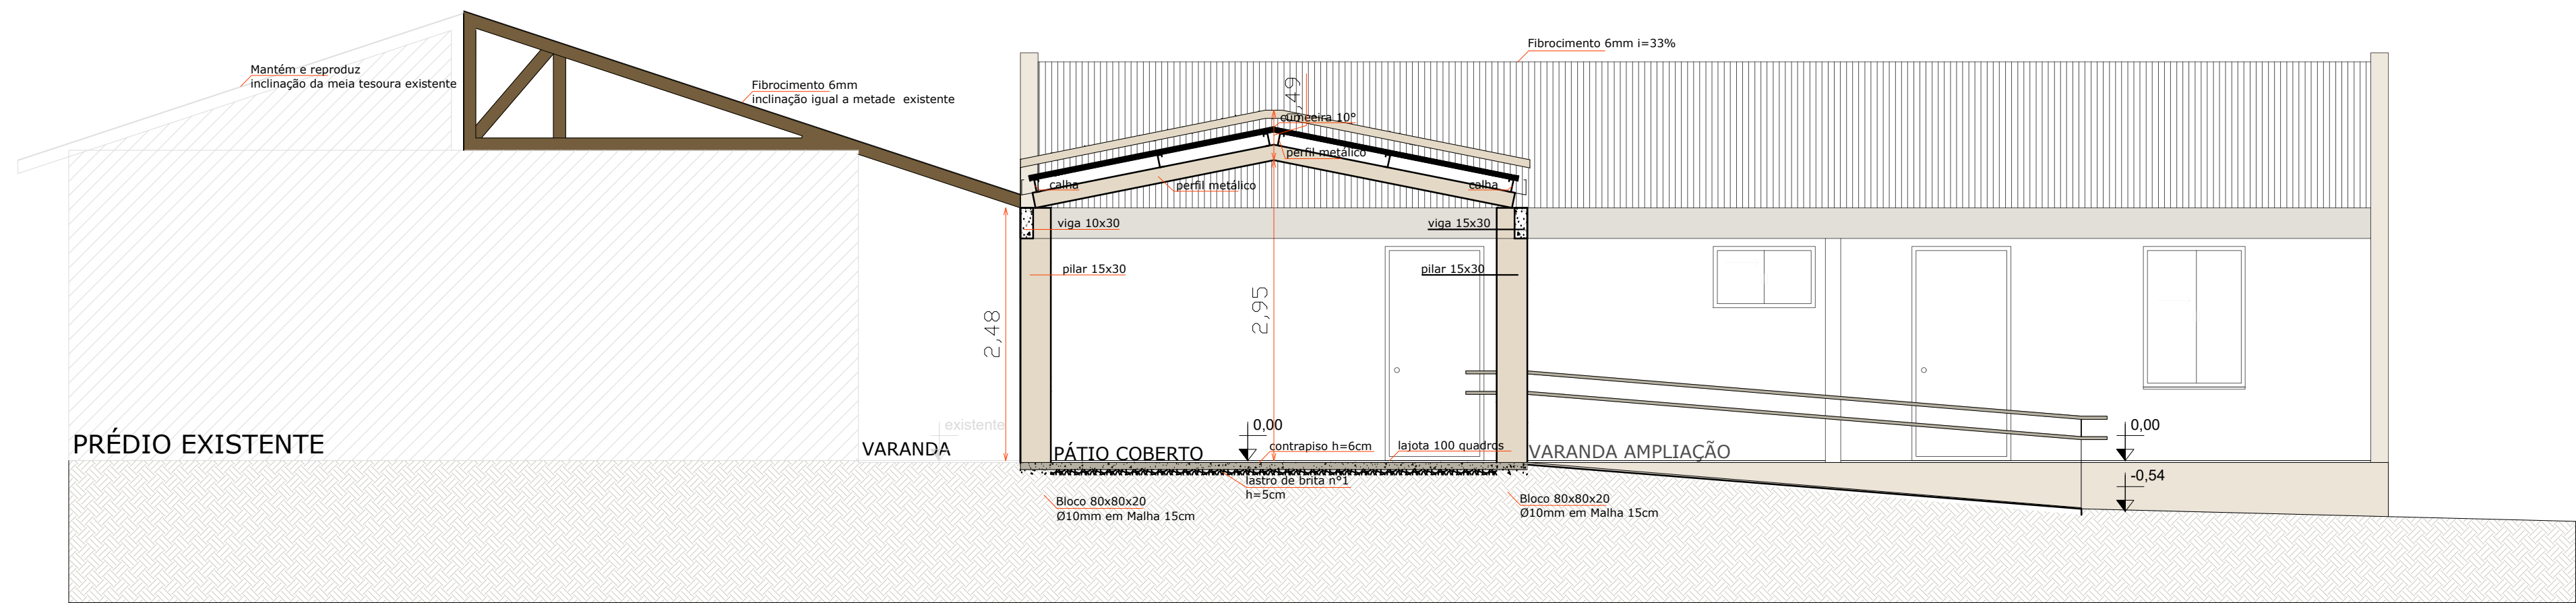 Fibrocimento 6mm i=33%
Mantém e reproduz
inclinação da meia tesoura existente
Fibrocimento 6mm
inclinação igual a metade  existente
cumeeira 10°
perfil metálico
calha
perfil metálico
calha
viga 10x30
viga 15x30
pilar 15x30
pilar 15x30
2,48
2,95
existente
0,00
0,00
PRÉDIO EXISTENTE
VARANDA
PÁTIO COBERTO
contrapiso h=6cm
lajota 100 quadros
VARANDA AMPLIAÇÃO
-0,54
lastro de brita n°1
h=5cm
Bloco 80x80x20
Ø10mm em Malha 15cm
Bloco 80x80x20
Ø10mm em Malha 15cm